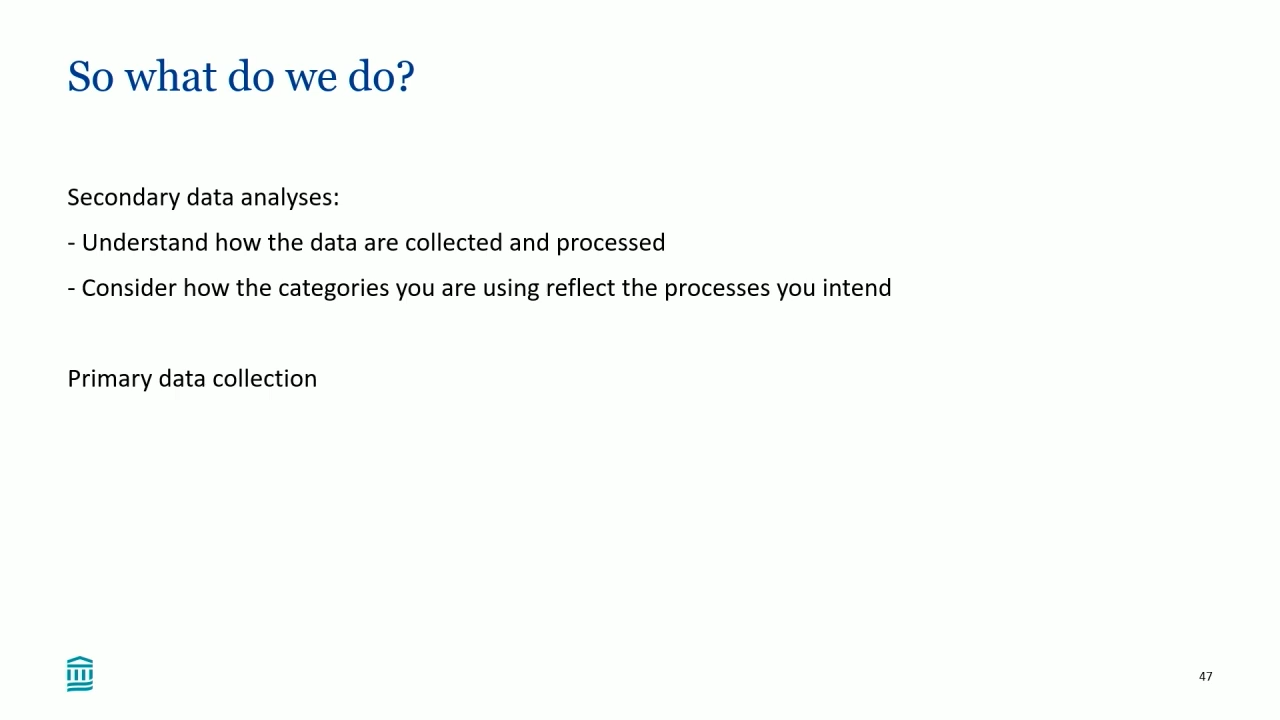 So what do we do?
Secondary data analyses:
- Understand how the data are collected and processed
- Consider how the categories you are using reflect the processes you intend
Primary data collection
47